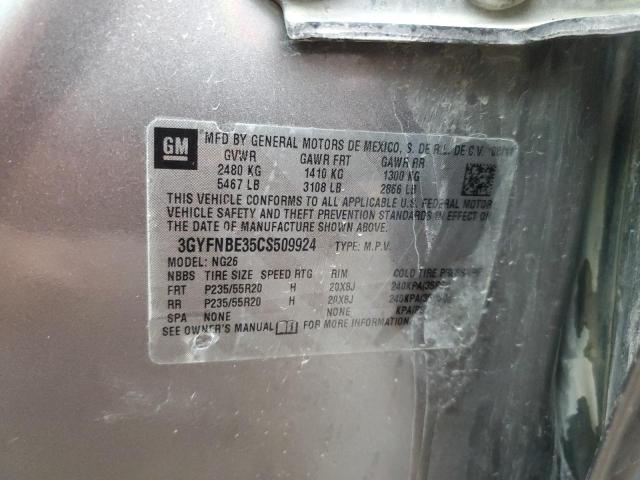 GM
MFD BY GENERAL MOTORS DE MEXICO, S. DE R.L. DE C.V.
GVWR GAWR FRT GAWR RR
2480 KG 1410 KG 1300 KG
5467 LB 3108 LB 2866 LB
THIS VEHICLE CONFORMS TO ALL APPLICABLE U.S. FEDERAL MOTOR
VEHICLE SAFETY AND THEFT PREVENTION STANDARDS IN EFFECT ON THE
DATE OF MANUFACTURE SHOWN ABOVE.
3GYFNBE35CS509924 TYPE: M.P.V.
MODEL: NG26
NBBS TIRE SIZE SPEED RTG RIM COLD TIRE PRESSURE
FRT P235/55R20 H 20X8J 240KPA(35PSI)
RR P235/55R20 H 20X8J 240KPA(35PSI)
SPA NONE NONE
SEE OWNER'S MANUAL FOR MORE INFORMATION.